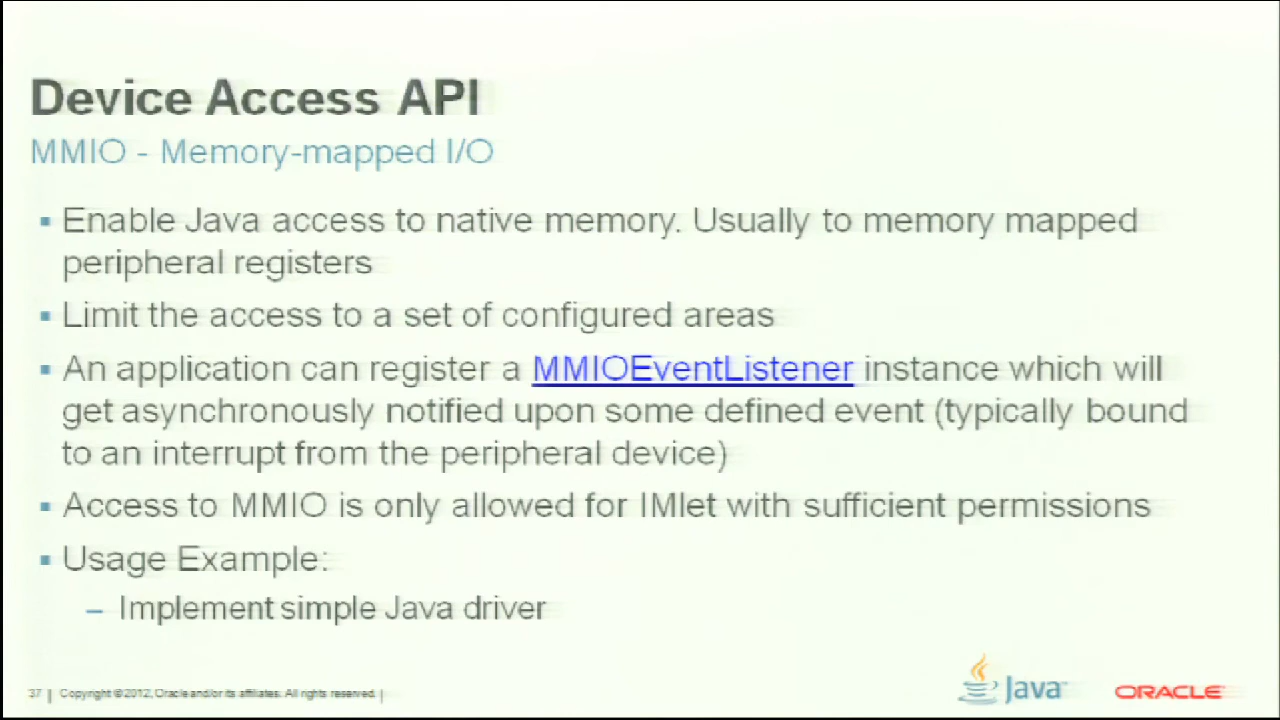 Device Access API
MMIO - Memory-mapped I/O
▪ Enable Java access to native memory. Usually to memory mapped
peripheral registers
▪ Limit the access to a set of configured areas
▪ An application can register a MMIOEventListener instance which will
get asynchronously notified upon some defined event (typically bound
to an interrupt from the peripheral device)
▪ Access to MMIO is only allowed for IMlet with sufficient permissions
▪ Usage Example:
– Implement simple Java driver
37 | Copyright © 2012, Oracle and/or its affiliates. All rights reserved. |
Java
ORACLE